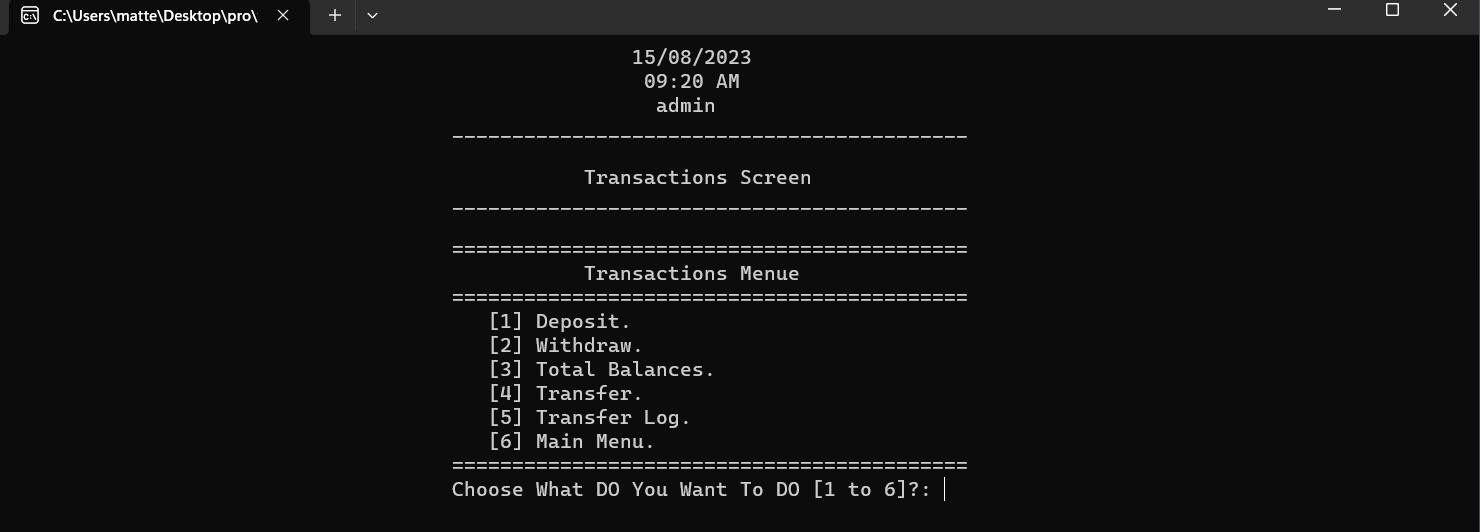 C:\Users\matte\Desktop\pro\
15/08/2023
09:20 AM
admin
-------------------------------------------
Transactions Screen
-------------------------------------------
===========================================
Transactions Menue
===========================================
[1] Deposit.
[2] Withdraw.
[3] Total Balances.
[4] Transfer.
[5] Transfer Log.
[6] Main Menu.
===========================================
Choose What DO You Want To DO [1 to 6]?: